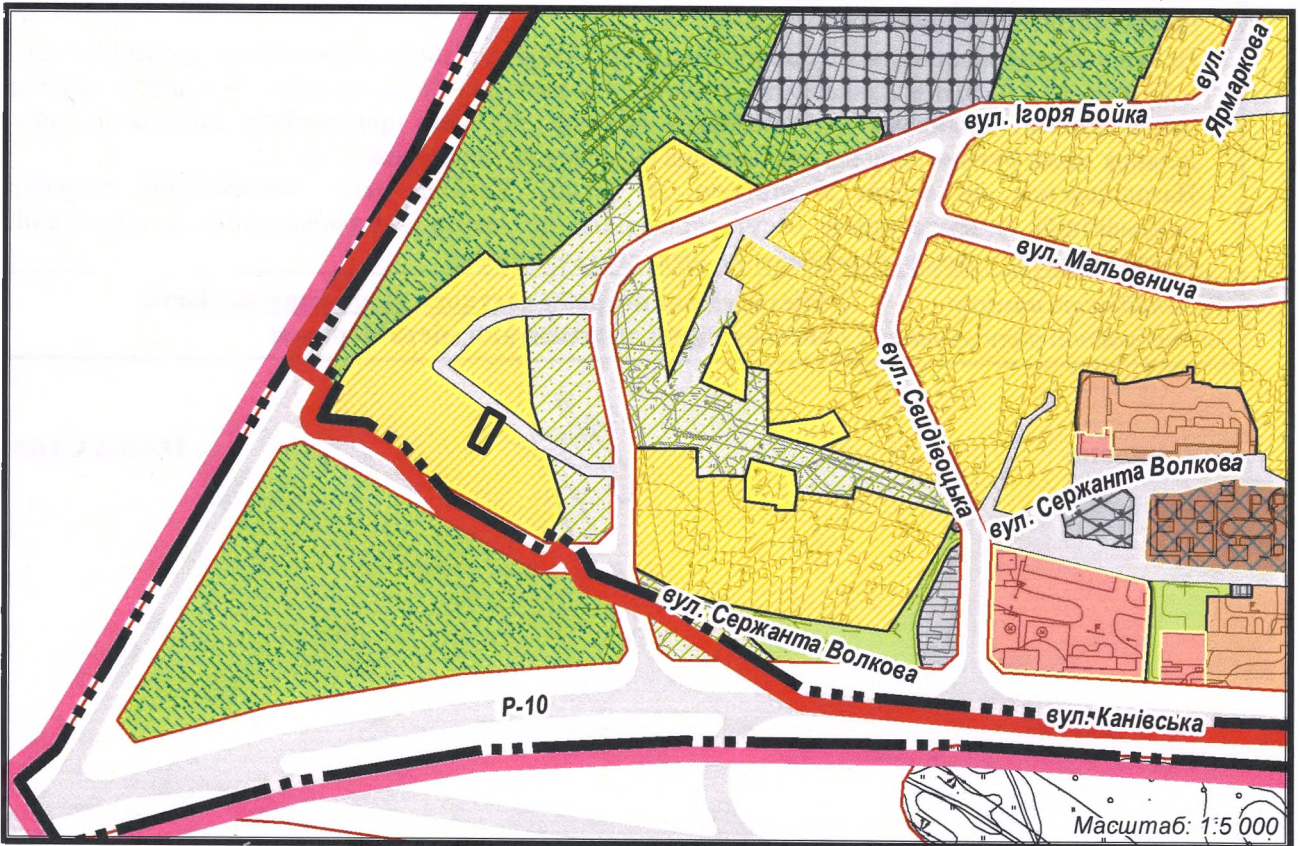 вул.
Ярмаркова
вул. Ігоря Бойка
вул. Мальовнича
вул. Свидівоцька
вул. Сержанта Волкова
вул. Сержанта Волкова
Р-10
вул. Канівська
Масштаб: 1:5 000